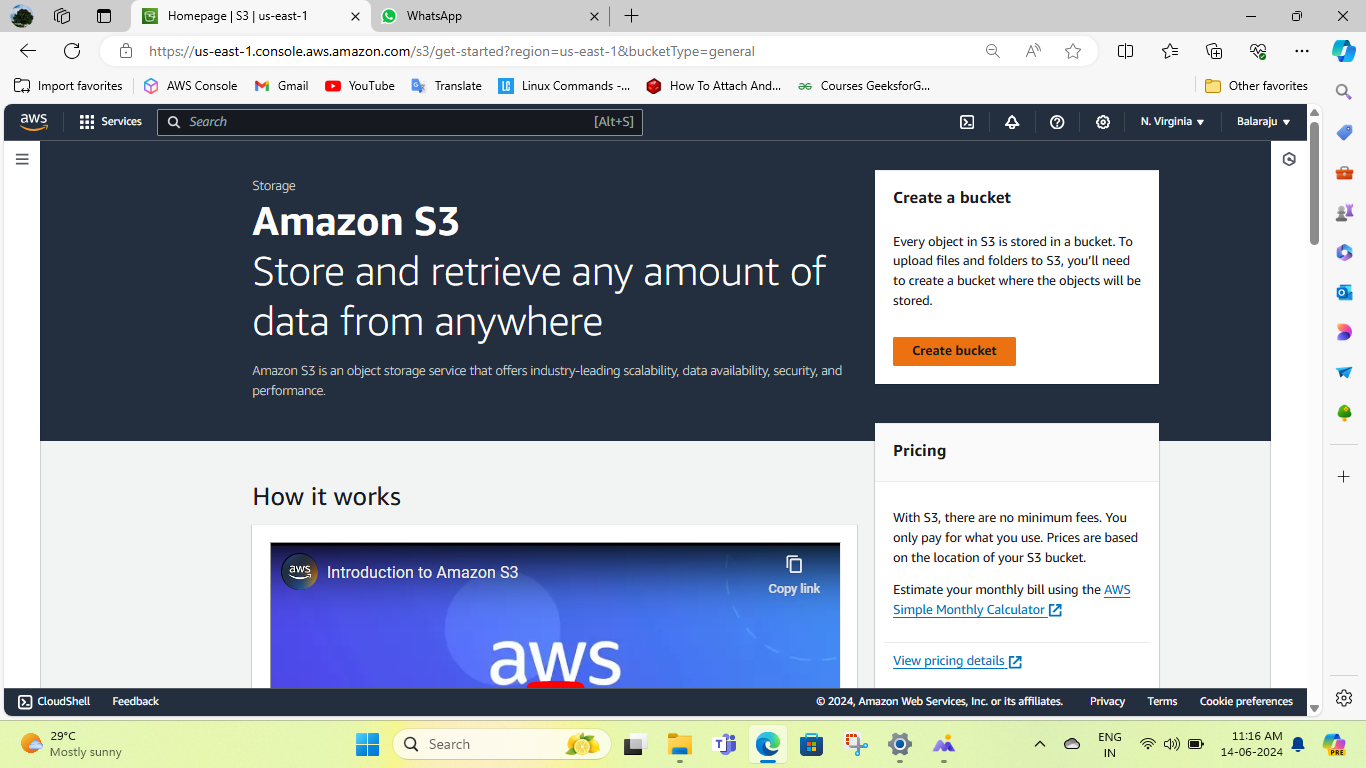 Homepage | S3 | us-east-1
WhatsApp
https://us-east-1.console.aws.amazon.com/s3/get-started?region=us-east-1&bucketType=general
Import favorites
AWS Console
Gmail
YouTube
Translate
LC
Linux Commands -...
How To Attach And...
Courses GeeksforG...
Other favorites
aws
Services
Search
[Alt+S]
N. Virginia
Balaraju
Storage
Amazon S3
Store and retrieve any amount of
data from anywhere
Amazon S3 is an object storage service that offers industry-leading scalability, data availability, security, and
performance.
Create a bucket
Every object in S3 is stored in a bucket. To
upload files and folders to S3, you’ll need
to create a bucket where the objects will be
stored.
Create bucket
Pricing
With S3, there are no minimum fees. You
only pay for what you use. Prices are based
on the location of your S3 bucket.
Estimate your monthly bill using the AWS
Simple Monthly Calculator
View pricing details
How it works
aws
Introduction to Amazon S3
Copy link
aws
CloudShell
Feedback
© 2024, Amazon Web Services, Inc. or its affiliates.
Privacy
Terms
Cookie preferences
29°C
Mostly sunny
Search
ENG
IN
11:16 AM
14-06-2024
PRE